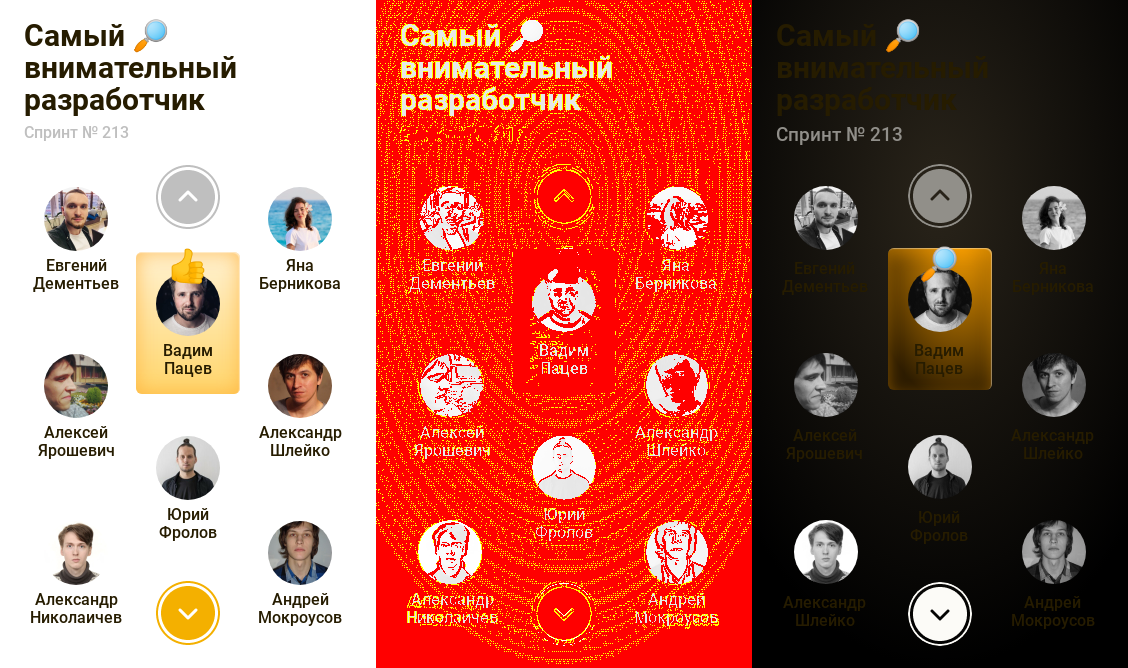 Самый 🔎
внимательный
разработчик
Спринт № 213
Евгений
Дементьев
Яна
Берникова
Вадим
Пацев
Алексей
Ярошевич
Александр
Шлейко
Юрий
Фролов
Александр
Николаичев
Андрей
Мокроусов
Самый
внимательный
разработчик
Евгений
Дементьев
Яна
Берникова
Вадим
Пацев
Алексей
Ярошевич
Александр
Шлейко
Юрий
Фролов
Александр
Николаичев
Андрей
Мокроусов
Самый 🔎
внимательный
разработчик
Спринт № 213
Евгений
Дементьев
Яна
Берникова
Вадим
Пацев
Алексей
Ярошевич
Александр
Шлейко
Юрий
Фролов
Александр
Шлейко
Андрей
Мокроусов